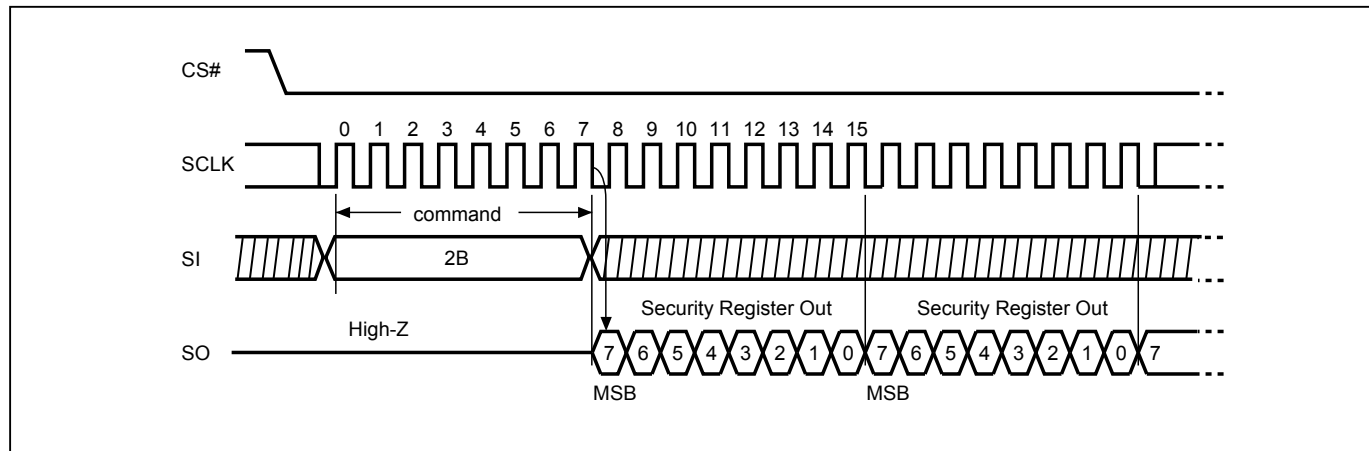 CS#
0 1 2 3 4 5 6 7 8 9 10 11 12 13 14 15
SCLK
command
SI
2B
Security Register Out Security Register Out
High-Z
SO
7 6 5 4 3 2 1 0 7 6 5 4 3 2 1 0 7
MSB MSB